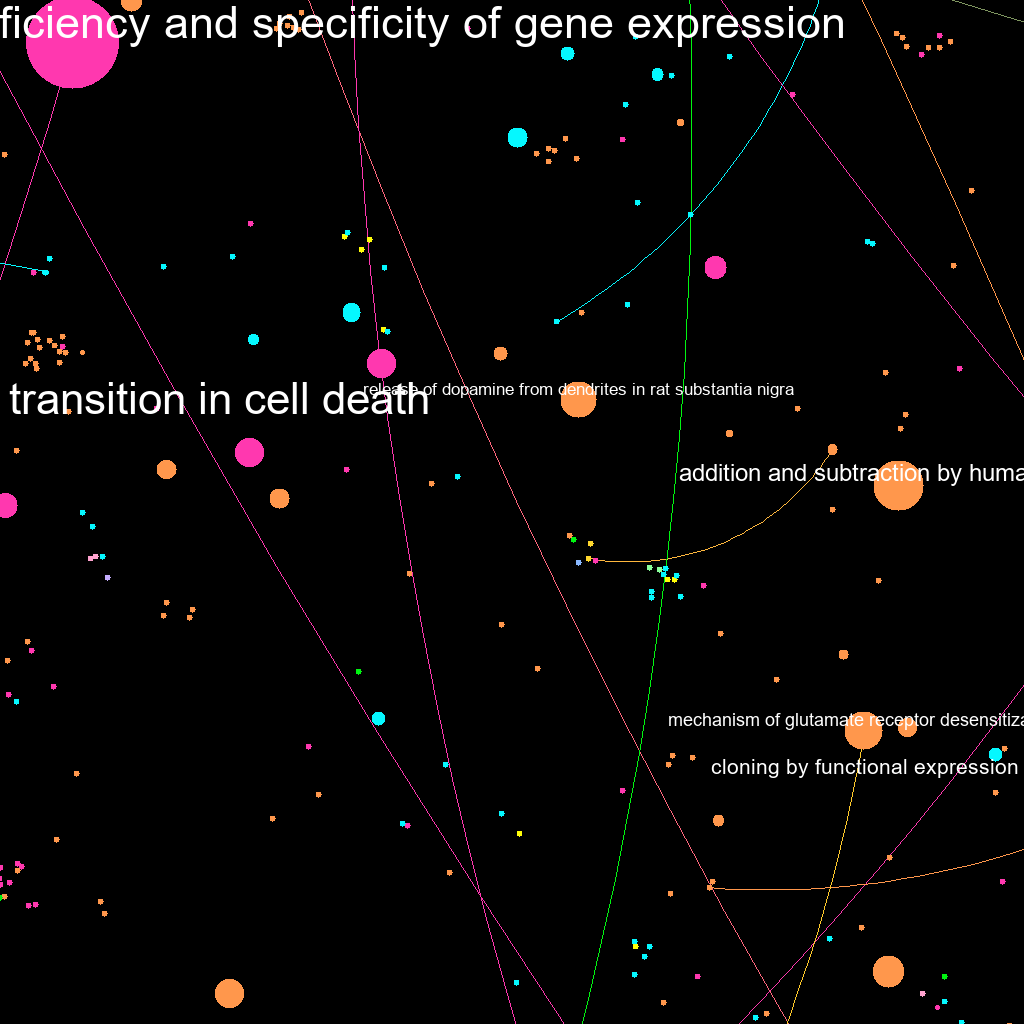 ficiency and specificity of gene expression
release of dopamine from dendrites in rat substantia nigra
transition in cell death
addition and subtraction by huma
mechanism of glutamate receptor desensitiza
cloning by functional expression